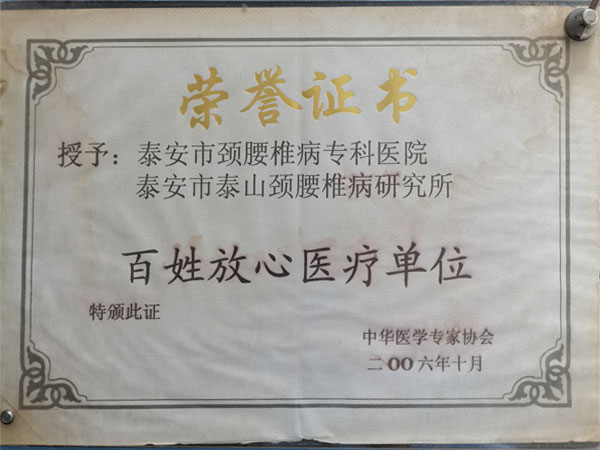 荣誉证书
授予：泰安市颈腰椎病专科医院
泰安市泰山颈腰椎病研究所
百姓放心医疗单位
特颁此证
中华医学专家协会
二00六年十月